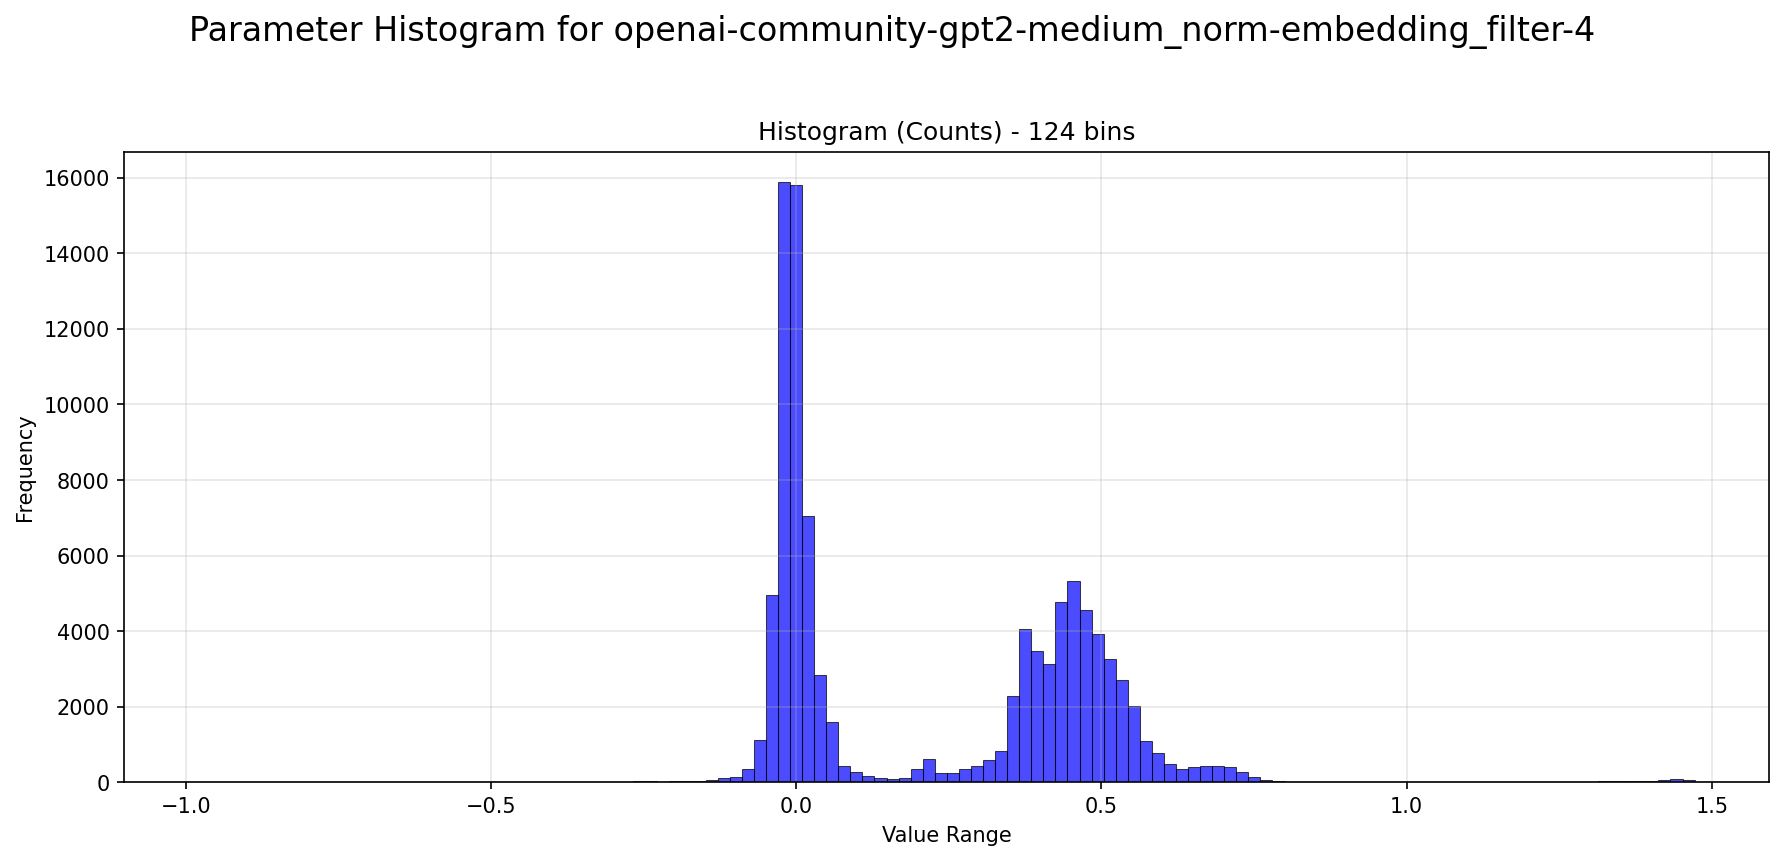 Parameter Histogram for openai-community-gpt2-medium_norm-embedding_filter-4
Histogram (Counts) - 124 bins
16000
14000
12000
10000
8000
6000
4000
2000
0
Frequency
−1.0 −0.5 0.0 0.5 1.0 1.5
Value Range